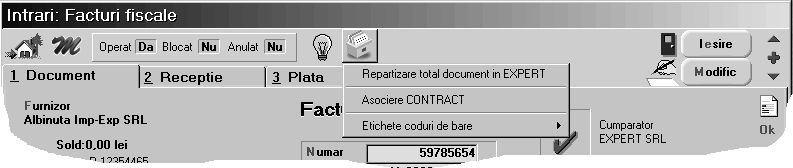 Intrari: Facturi fiscale
Operat Da Blocat Nu Anulat Nu
Iesire
Modific
1 Document
2 Receptie
3 Plata
Repartizare total document in EXPERT
Asociere CONTRACT
Etichete coduri de bare
Furnizor
Albinuta Imp-Exp SRL
Sold:0,00 lei
Numar 59785654
Cumparator
EXPERT SRL
Ok